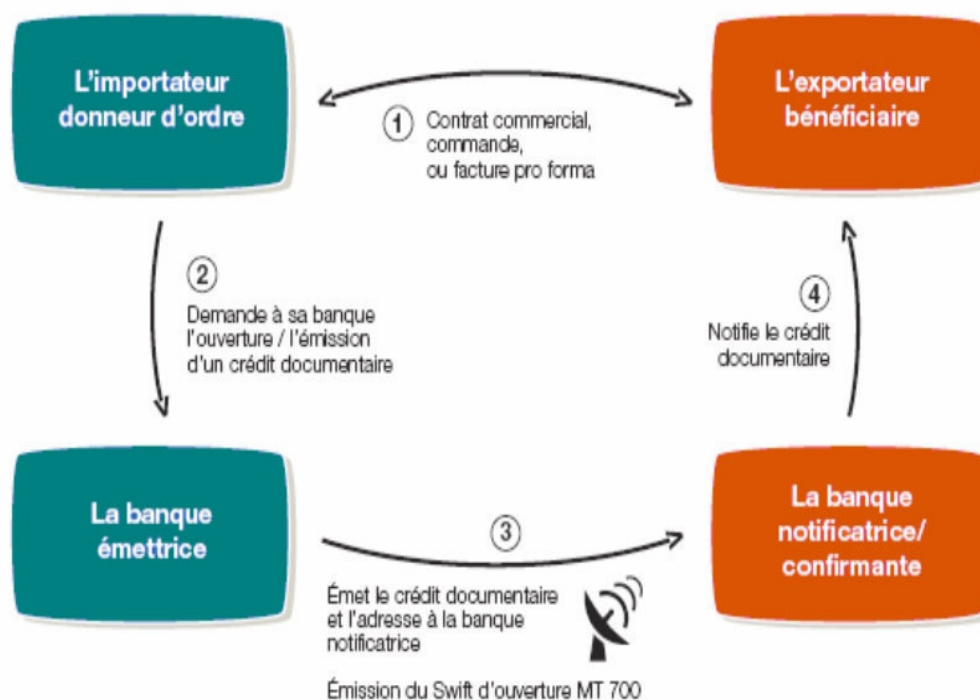 L'importateur
donneur d'ordre
1
Contrat commercial,
commande,
ou facture pro forma
L'exportateur
bénéficiaire
2
Demande à sa banque
l'ouverture / l'émission
d'un crédit documentaire
4
Notifie le crédit
documentaire
La banque
émettrice
3
Émet le crédit documentaire
et l'adresse à la banque
notificatrice
Émission du Swift d'ouverture MT 700
La banque
notificatrice/
confirmante